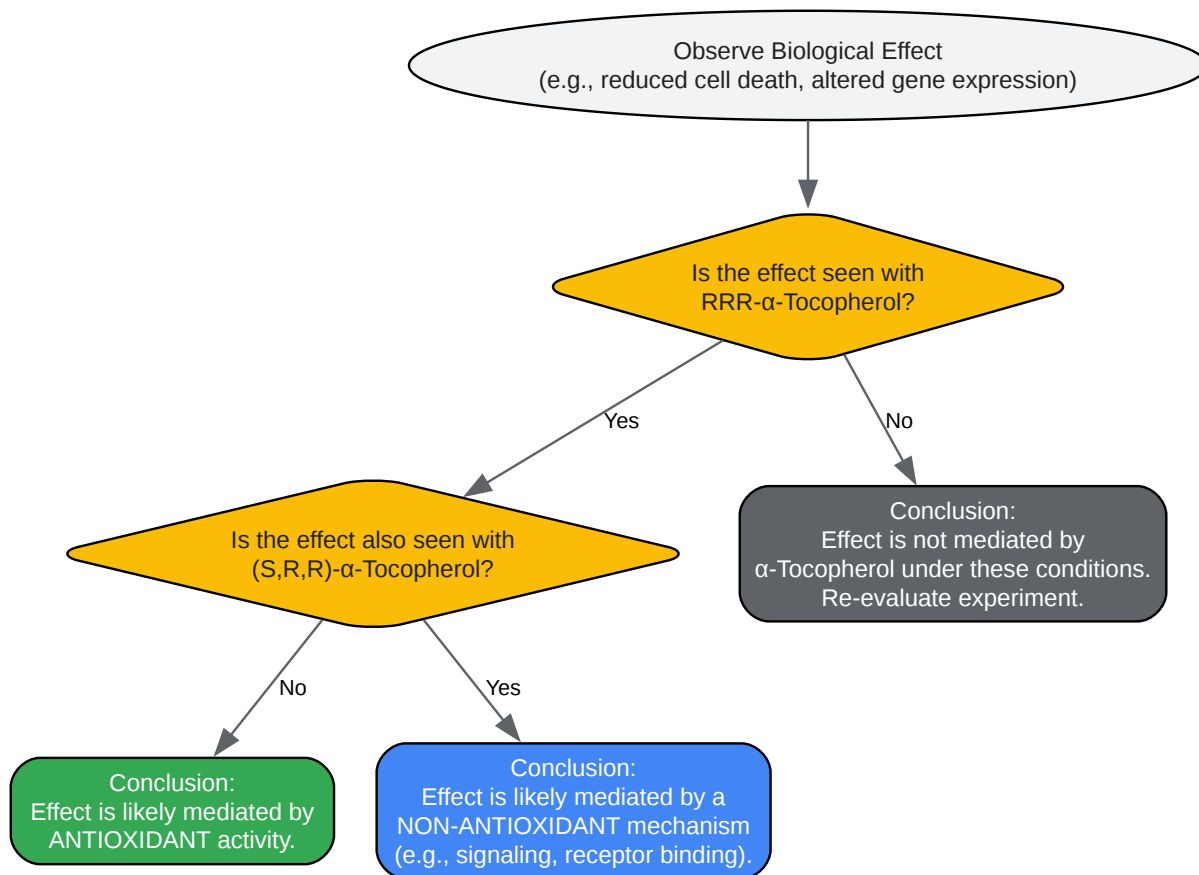 Observe Biological Effect
(e.g., reduced cell death, altered gene expression)
Is the effect seen with
RRR-α-Tocopherol?
Yes
No
Is the effect also seen with
(S,R,R)-α-Tocopherol?
Conclusion:
Effect is not mediated by
α-Tocopherol under these conditions.
Re-evaluate experiment.
No
Yes
Conclusion:
Effect is likely mediated by
ANTIOXIDANT activity.
Conclusion:
Effect is likely mediated by a
NON-ANTIOXIDANT mechanism
(e.g., signaling, receptor binding).